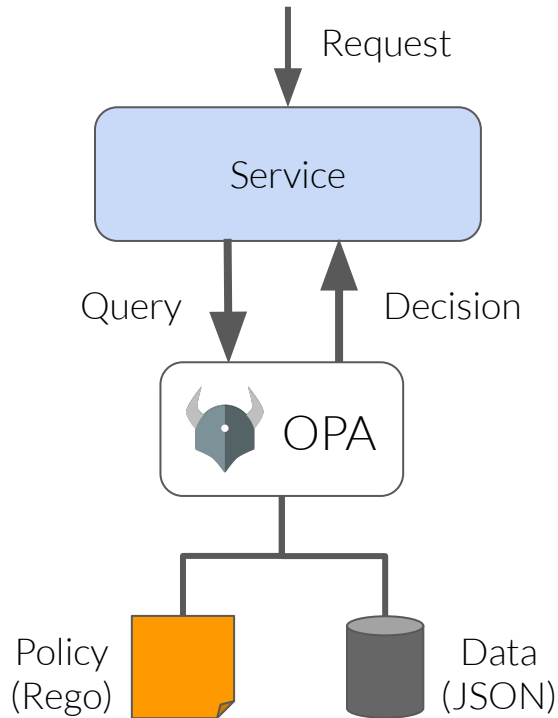 Request
Service
Query
Decision
OPA
Policy
(Rego)
Data
(JSON)